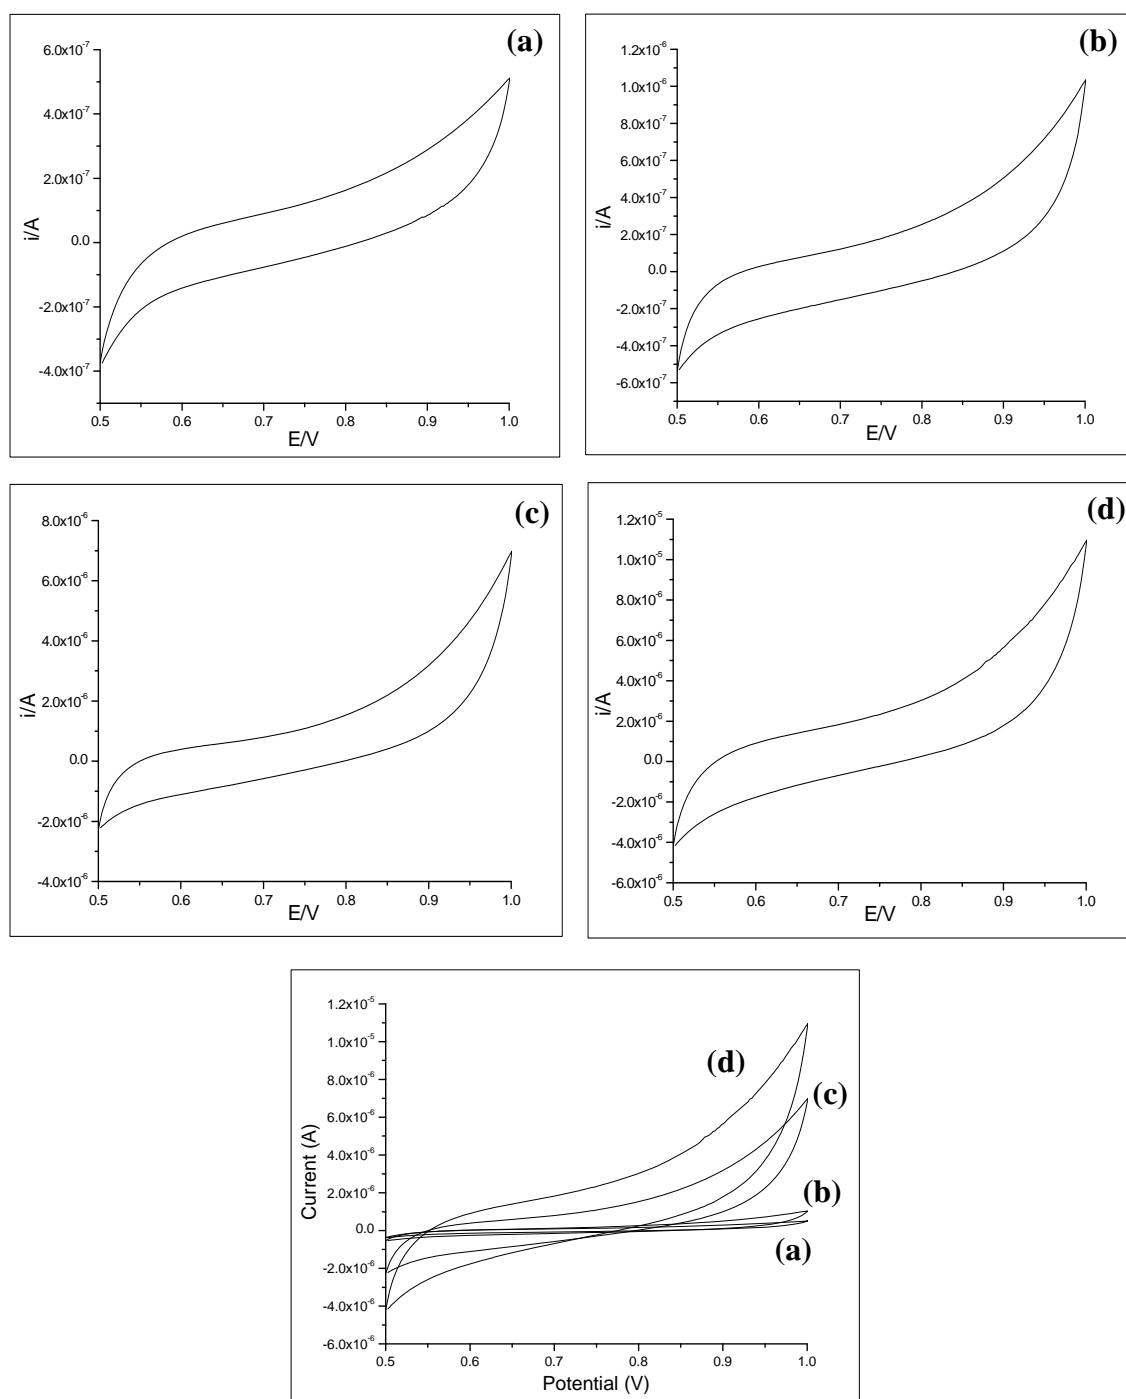 (a)
6.0x10⁻⁷
4.0x10⁻⁷
2.0x10⁻⁷
0.0
-2.0x10⁻⁷
-4.0x10⁻⁷
i/A
0.5 0.6 0.7 0.8 0.9 1.0
E/V
(b)
1.2x10⁻⁶
1.0x10⁻⁶
8.0x10⁻⁷
6.0x10⁻⁷
4.0x10⁻⁷
2.0x10⁻⁷
0.0
-2.0x10⁻⁷
-4.0x10⁻⁷
-6.0x10⁻⁷
i/A
0.5 0.6 0.7 0.8 0.9 1.0
E/V
(c)
8.0x10⁻⁶
6.0x10⁻⁶
4.0x10⁻⁶
2.0x10⁻⁶
0.0
-2.0x10⁻⁶
-4.0x10⁻⁶
i/A
0.5 0.6 0.7 0.8 0.9 1.0
E/V
(d)
1.2x10⁻⁵
1.0x10⁻⁵
8.0x10⁻⁶
6.0x10⁻⁶
4.0x10⁻⁶
2.0x10⁻⁶
0.0
-2.0x10⁻⁶
-4.0x10⁻⁶
-6.0x10⁻⁶
i/A
0.5 0.6 0.7 0.8 0.9 1.0
E/V
1.2x10⁻⁵
1.0x10⁻⁵
8.0x10⁻⁶
6.0x10⁻⁶
4.0x10⁻⁶
2.0x10⁻⁶
0.0
-2.0x10⁻⁶
-4.0x10⁻⁶
-6.0x10⁻⁶
Current (A)
(d)
(c)
(b)
(a)
0.5 0.6 0.7 0.8 0.9 1.0
Potential (V)